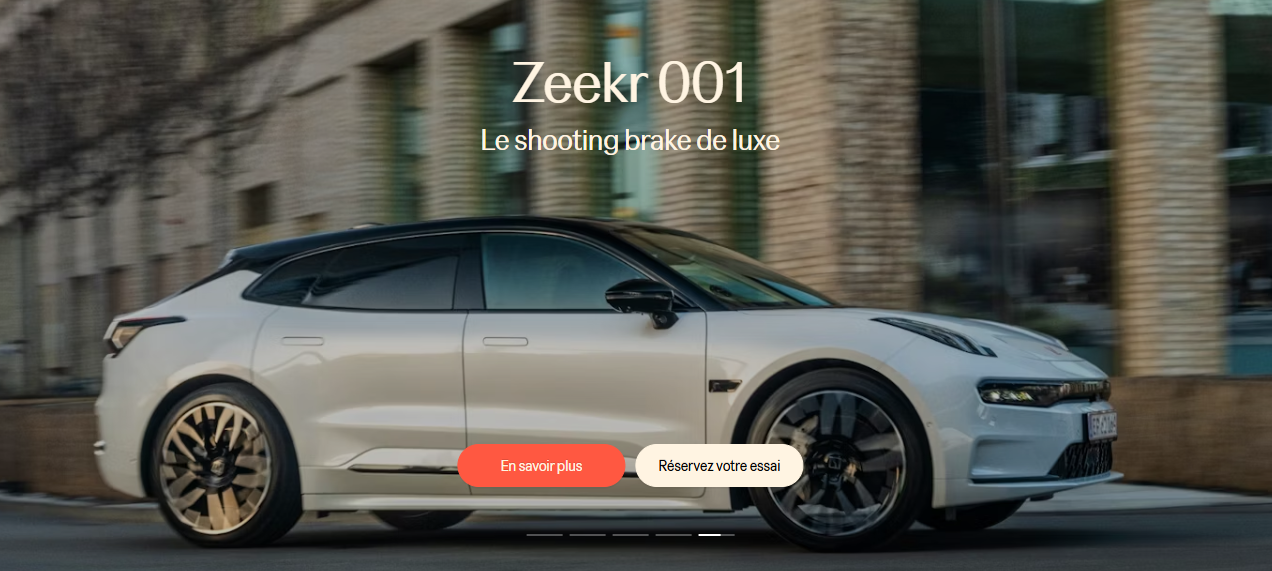 Zeekr 001
Le shooting brake de luxe
En savoir plus
Réservez votre essai